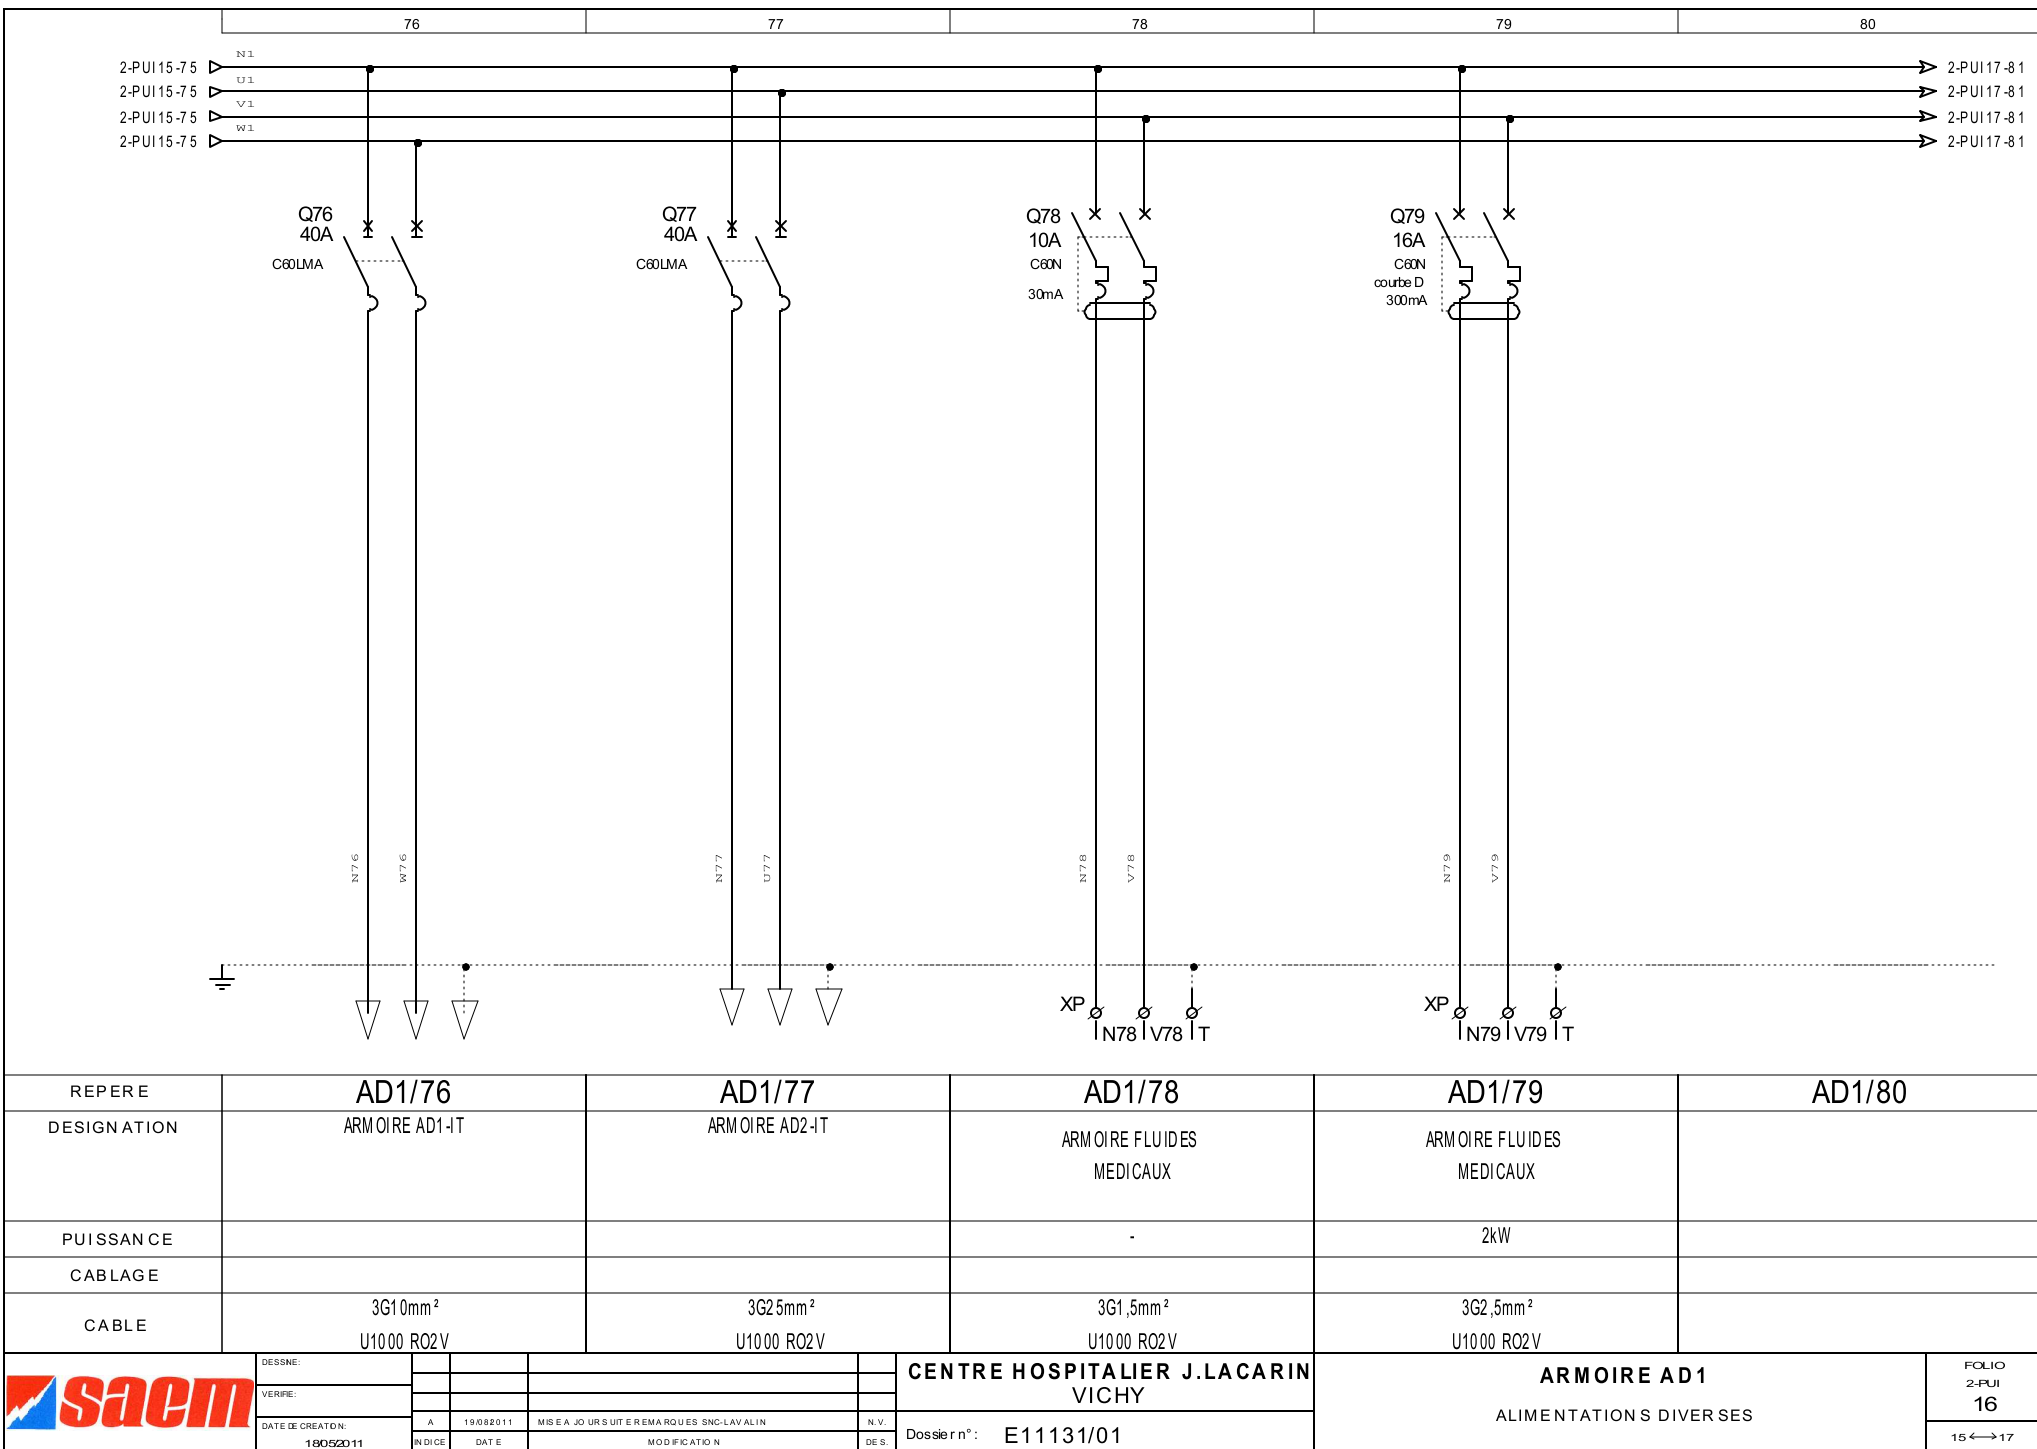 76 77 78 79 80
N1
2-PUI15-75 2-PUI17-81
U1
2-PUI15-75 2-PUI17-81
V1
2-PUI15-75 2-PUI17-81
W1
2-PUI15-75 2-PUI17-81
Q76 Q77 Q78 Q79
40A 40A 10A 16A
C60LMA C60LMA C60N C60N
courbe D
30mA 300mA
N76 W76 N77 U77 N78 V78 N79 V79
XP XP
N78 V78 T N79 V79 T
REPERE AD1/76 AD1/77 AD1/78 AD1/79 AD1/80
DESIGNATION ARMOIRE AD1-IT ARMOIRE AD2-IT ARMOIRE FLUIDES ARMOIRE FLUIDES
MEDICAUX MEDICAUX
PUISSANCE - 2kW
CABLAGE
CABLE 3G10mm² 3G25mm² 3G1,5mm² 3G2,5mm²
U1000 RO2V U1000 RO2V U1000 RO2V U1000 RO2V
saem
DESSINE:
VERIFIE:
DATE DE CREATION:
18/05/2011
A 19/082011 MISE A JOUR SUITE REMARQUES SNC-LAVALIN N.V.
INDICE DATE MODIFICATION DES.
CENTRE HOSPITALIER J.LACARIN
VICHY
Dossier n°: E11131/01
ARMOIRE AD1
ALIMENTATIONS DIVERSES
FOLIO
2-PUI
16
15 ⟷ 17